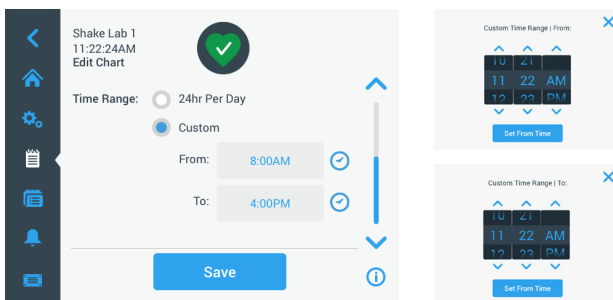 Shake Lab 1
11:22:24AM
Edit Chart
Time Range:
24hr Per Day
Custom
From:
8:00AM
To:
4:00PM
Save
Custom Time Range | From:
10 21
11 22 AM
12 23 PM
Set From Time
Custom Time Range | To:
10 21
11 22 AM
12 23 PM
Set From Time